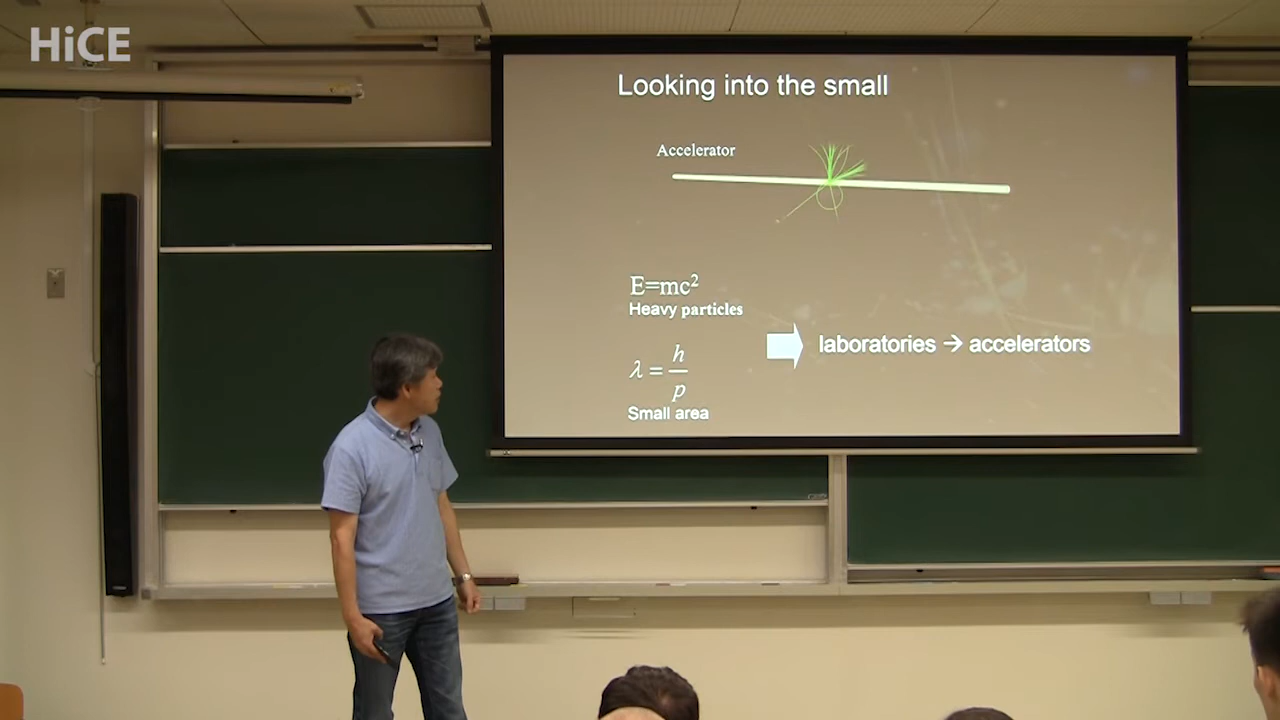 HiCE
Looking into the small
Accelerator
E=mc²
Heavy particles
λ = h/p
Small area
laboratories → accelerators